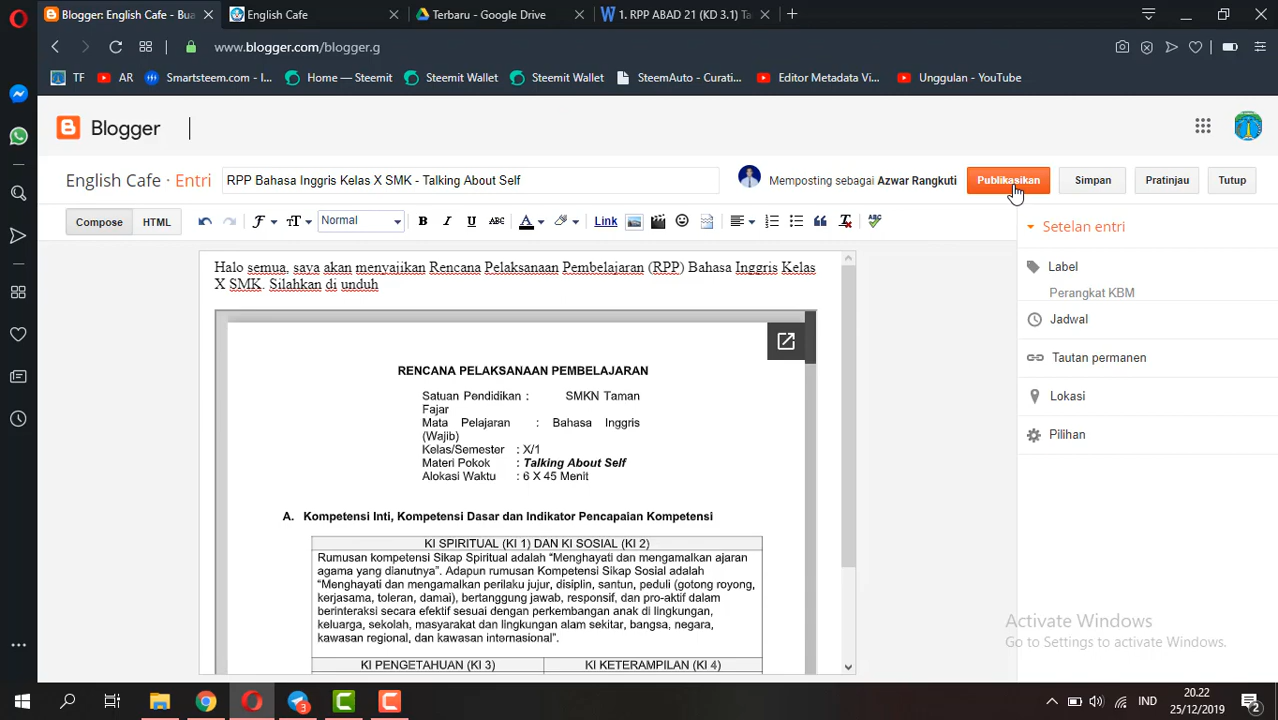 Blogger: English Cafe - Bua
English Cafe
Terbaru - Google Drive
1. RPP ABAD 21 (KD 3.1) Ta
www.blogger.com/blogger.g
TF
AR
Smartsteem.com - I...
Home — Steemit
Steemit Wallet
Steemit Wallet
SteemAuto - Curati...
Editor Metadata Vi...
Unggulan - YouTube
Blogger
English Cafe · Entri
RPP Bahasa Inggris Kelas X SMK - Talking About Self
Memposting sebagai Azwar Rangkuti
Publikasikan
Simpan
Pratinjau
Tutup
Compose
HTML
Normal
B
I
U
ABC
A
Link
Setelan entri
Label
Perangkat KBM
Jadwal
Tautan permanen
Lokasi
Pilihan
Halo semua, saya akan menyajikan Rencana Pelaksanaan Pembelajaran (RPP) Bahasa Inggris Kelas
X SMK. Silahkan di unduh
RENCANA PELAKSANAAN PEMBELAJARAN
Satuan Pendidikan : SMKN Taman
Fajar
Mata Pelajaran : Bahasa Inggris
(Wajib)
Kelas/Semester : X/1
Materi Pokok : Talking About Self
Alokasi Waktu : 6 X 45 Menit
A. Kompetensi Inti, Kompetensi Dasar dan Indikator Pencapaian Kompetensi
KI SPIRITUAL (KI 1) DAN KI SOSIAL (KI 2)
Rumusan kompetensi Sikap Spiritual adalah “Menghayati dan mengamalkan ajaran
agama yang dianutnya”. Adapun rumusan Kompetensi Sikap Sosial adalah
“Menghayati dan mengamalkan perilaku jujur, disiplin, santun, peduli (gotong royong,
kerjasama, toleran, damai), bertanggung jawab, responsif, dan pro-aktif dalam
berinteraksi secara efektif sesuai dengan perkembangan anak di lingkungan,
keluarga, sekolah, masyarakat dan lingkungan alam sekitar, bangsa, negara,
kawasan regional, dan kawasan internasional”.
KI PENGETAHUAN (KI 3)
KI KETERAMPILAN (KI 4)
Activate Windows
Go to Settings to activate Windows.
3
IND
20.22
25/12/2019
2